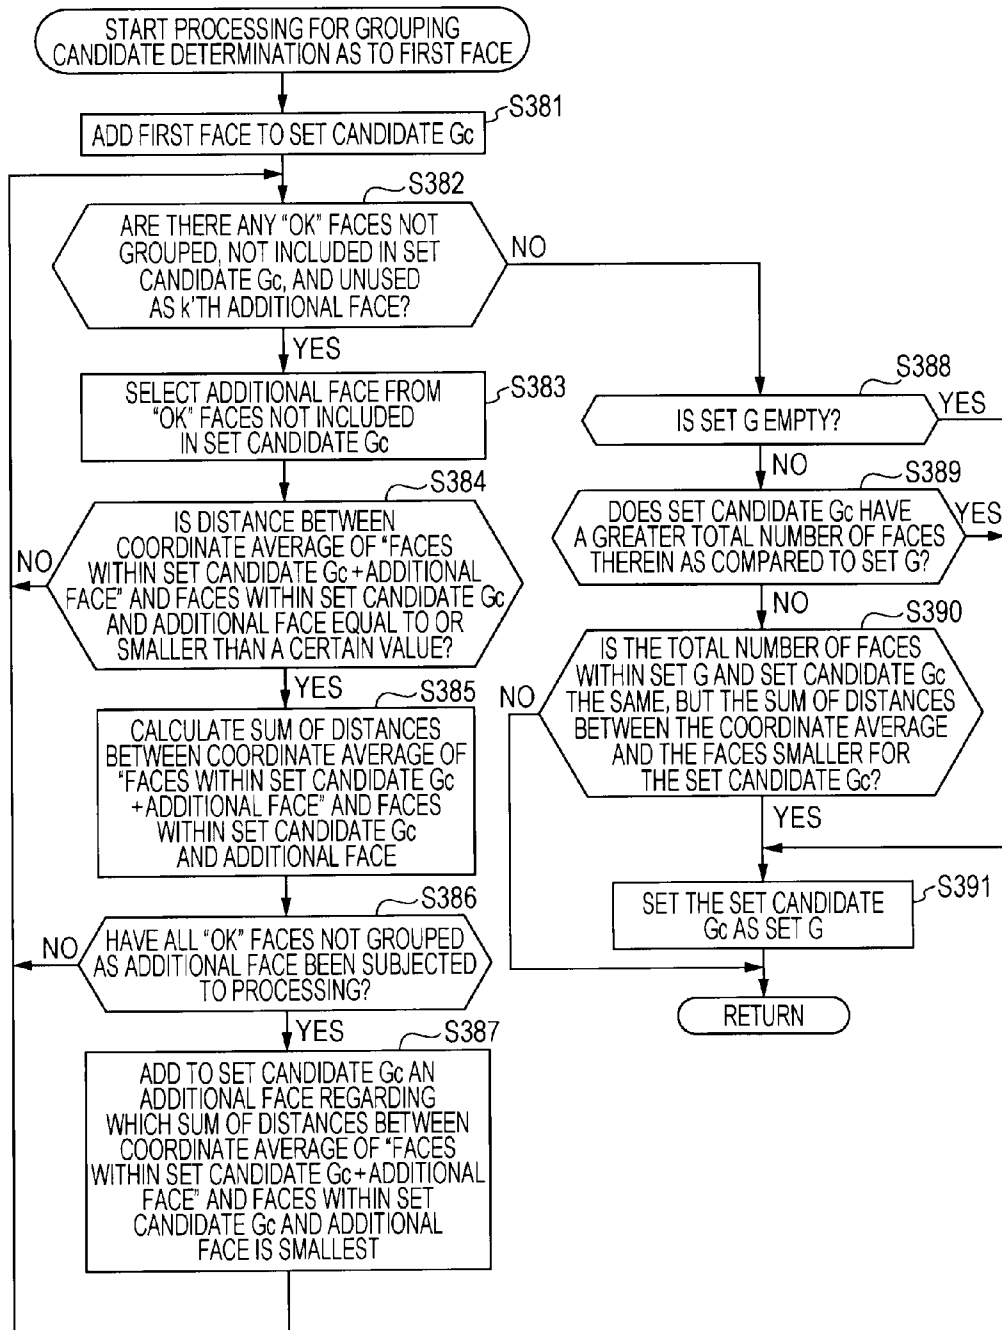 START PROCESSING FOR GROUPING
CANDIDATE DETERMINATION AS TO FIRST FACE
S381
ADD FIRST FACE TO SET CANDIDATE Gc
S382
ARE THERE ANY “OK” FACES NOT
GROUPED, NOT INCLUDED IN SET
CANDIDATE Gc, AND UNUSED
AS k'TH ADDITIONAL FACE?
NO
YES
S383
SELECT ADDITIONAL FACE FROM
“OK” FACES NOT INCLUDED
IN SET CANDIDATE Gc
S384
IS DISTANCE BETWEEN
COORDINATE AVERAGE OF “FACES
WITHIN SET CANDIDATE Gc+ADDITIONAL
FACE” AND FACES WITHIN SET CANDIDATE Gc
AND ADDITIONAL FACE EQUAL TO OR
SMALLER THAN A CERTAIN VALUE?
NO
YES
S385
CALCULATE SUM OF DISTANCES
BETWEEN COORDINATE AVERAGE OF
“FACES WITHIN SET CANDIDATE Gc
+ADDITIONAL FACE” AND FACES
WITHIN SET CANDIDATE Gc
AND ADDITIONAL FACE
S386
HAVE ALL “OK” FACES NOT GROUPED
AS ADDITIONAL FACE BEEN SUBJECTED
TO PROCESSING?
NO
YES
S387
ADD TO SET CANDIDATE Gc AN
ADDITIONAL FACE REGARDING
WHICH SUM OF DISTANCES BETWEEN
COORDINATE AVERAGE OF “FACES
WITHIN SET CANDIDATE Gc+ADDITIONAL
FACE” AND FACES WITHIN SET
CANDIDATE Gc AND ADDITIONAL
FACE IS SMALLEST
S388
IS SET G EMPTY?
YES
NO
S389
DOES SET CANDIDATE Gc HAVE
A GREATER TOTAL NUMBER OF FACES
THEREIN AS COMPARED TO SET G?
YES
NO
S390
IS THE TOTAL NUMBER OF FACES
WITHIN SET G AND SET CANDIDATE Gc
THE SAME, BUT THE SUM OF DISTANCES
BETWEEN THE COORDINATE AVERAGE
AND THE FACES SMALLER FOR
THE SET CANDIDATE Gc?
NO
YES
S391
SET THE SET CANDIDATE
Gc AS SET G
RETURN